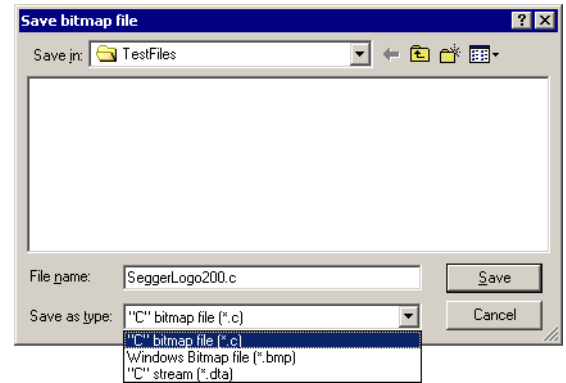 Save bitmap file
Save in: TestFiles
File name: SeggerLogo200.c Save
Save as type: "C" bitmap file (*.c) Cancel
"C" bitmap file (*.c)
Windows Bitmap file (*.bmp)
"C" stream (*.dta)